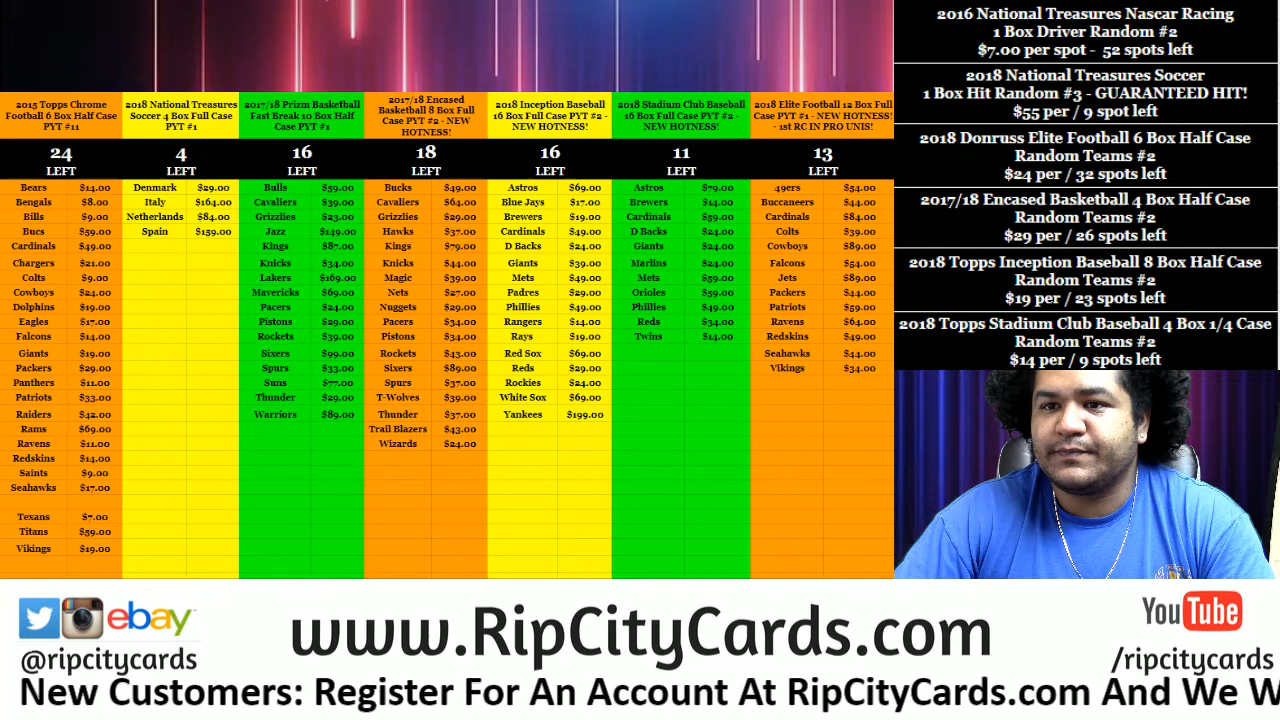 2015 Topps Chrome
Football 6 Box Half Case
PYT #11
24
LEFT
Bears $14.00
Bengals $8.00
Bills $9.00
Bucs $59.00
Cardinals $49.00
Chargers $21.00
Colts $9.00
Cowboys $24.00
Dolphins $19.00
Eagles $17.00
Falcons $14.00
Giants $19.00
Packers $29.00
Panthers $11.00
Patriots $33.00
Raiders $42.00
Rams $69.00
Ravens $11.00
Redskins $14.00
Saints $9.00
Seahawks $17.00
Texans $7.00
Titans $59.00
Vikings $19.00
2018 National Treasures
Soccer 4 Box Full Case
PYT #1
4
LEFT
Denmark $29.00
Italy $164.00
Netherlands $84.00
Spain $159.00
2017/18 Prizm Basketball
Fast Break 10 Box Half
Case PYT #1
16
LEFT
Bulls $59.00
Cavaliers $39.00
Grizzlies $23.00
Jazz $149.00
Kings $87.00
Knicks $34.00
Lakers $169.00
Mavericks $69.00
Pacers $24.00
Pistons $29.00
Rockets $39.00
Sixers $99.00
Spurs $33.00
Suns $77.00
Thunder $29.00
Warriors $89.00
2017/18 Encased
Basketball 8 Box Full
Case PYT #2 - NEW
HOTNESS!
18
LEFT
Bucks $49.00
Cavaliers $64.00
Grizzlies $29.00
Hawks $37.00
Kings $79.00
Knicks $44.00
Magic $39.00
Nets $27.00
Nuggets $29.00
Pacers $34.00
Pistons $34.00
Rockets $43.00
Sixers $89.00
Spurs $37.00
T-Wolves $39.00
Thunder $37.00
Trail Blazers $43.00
Wizards $24.00
2018 Inception Baseball
16 Box Full Case PYT #2 -
NEW HOTNESS!
16
LEFT
Astros $69.00
Blue Jays $17.00
Brewers $19.00
Cardinals $49.00
D Backs $24.00
Giants $39.00
Mets $49.00
Padres $29.00
Phillies $49.00
Rangers $14.00
Rays $19.00
Red Sox $69.00
Reds $29.00
Rockies $24.00
White Sox $69.00
Yankees $199.00
2018 Stadium Club Baseball
16 Box Full Case PYT #2 -
NEW HOTNESS!
11
LEFT
Astros $79.00
Brewers $14.00
Cardinals $59.00
D Backs $24.00
Giants $24.00
Marlins $24.00
Mets $59.00
Orioles $59.00
Phillies $49.00
Reds $34.00
Twins $14.00
2018 Elite Football 12 Box Full
Case PYT #1 - NEW HOTNESS!
- 1st RC IN PRO UNIS!
13
LEFT
49ers $54.00
Buccaneers $44.00
Cardinals $84.00
Colts $39.00
Cowboys $89.00
Falcons $54.00
Jets $89.00
Packers $44.00
Patriots $59.00
Ravens $64.00
Redskins $49.00
Seahawks $44.00
Vikings $34.00
2016 National Treasures Nascar Racing
1 Box Driver Random #2
$7.00 per spot - 52 spots left
2018 National Treasures Soccer
1 Box Hit Random #3 - GUARANTEED HIT!
$55 per / 9 spot left
2018 Donruss Elite Football 6 Box Half Case
Random Teams #2
$24 per / 32 spots left
2017/18 Encased Basketball 4 Box Half Case
Random Teams #2
$29 per / 26 spots left
2018 Topps Inception Baseball 8 Box Half Case
Random Teams #2
$19 per / 23 spots left
2018 Topps Stadium Club Baseball 4 Box 1/4 Case
Random Teams #2
$14 per / 9 spots left
ebay
@ripcitycards
www.RipCityCards.com
YouTube
/ripcitycards
New Customers: Register For An Account At RipCityCards.com And We W